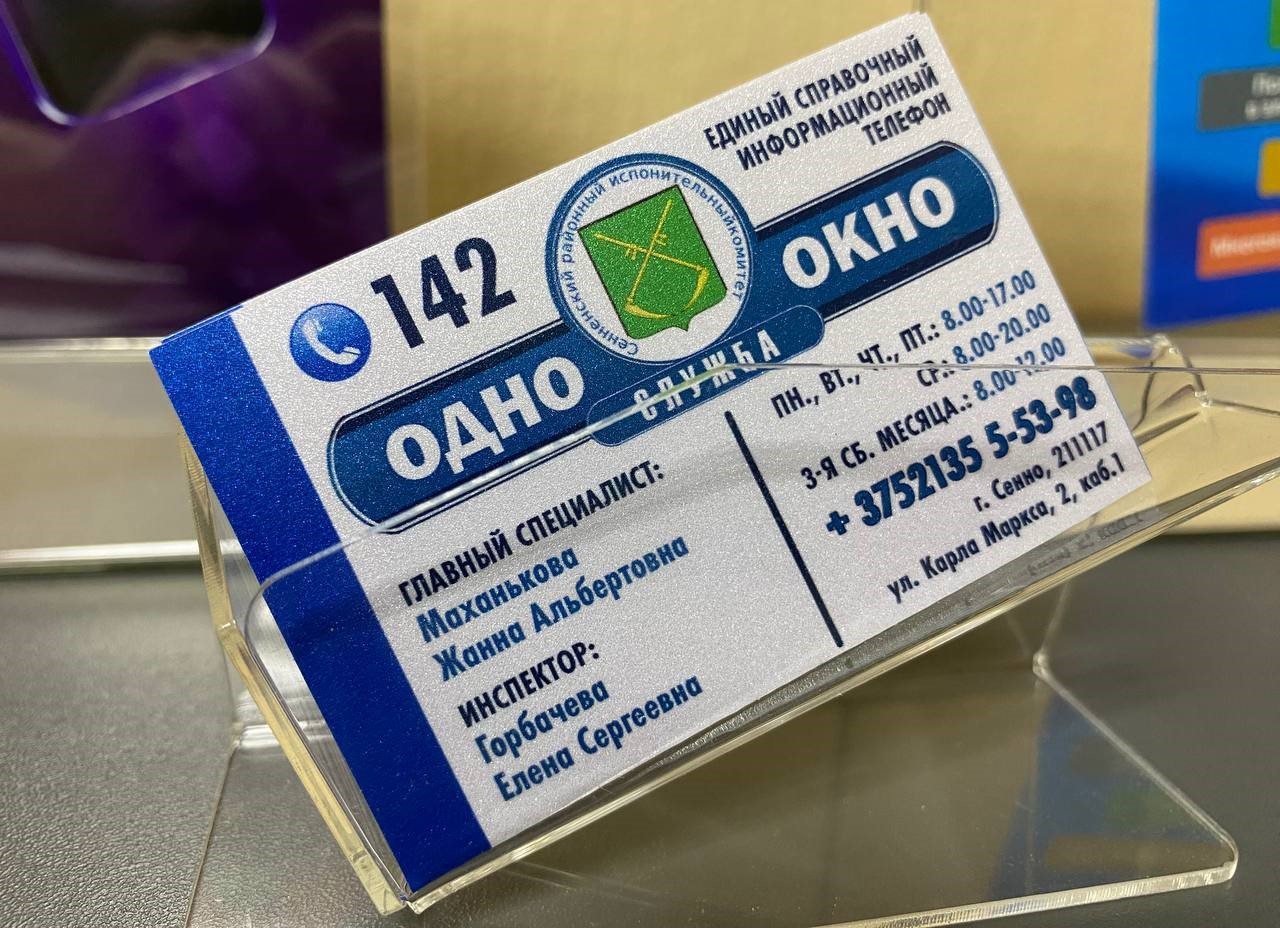 ЕДИНЫЙ СПРАВОЧНЫЙ
ИНФОРМАЦИОННЫЙ
ТЕЛЕФОН
142
Сенненский районный испонительныйкомитет
ОДНО ОКНО
СЛУЖБА
ГЛАВНЫЙ СПЕЦИАЛИСТ:
Маханькова
Жанна Альбертовна
ИНСПЕКТОР:
Горбачева
Елена Сергеевна
ПН., ВТ., ЧТ., ПТ.: 8.00-17.00
СР.: 8.00-20.00
3-Я СБ. МЕСЯЦА.: 8.00-12.00
+ 3752135 5-53-98
г. Сенно, 211117
ул. Карла Маркса, 2, каб.1